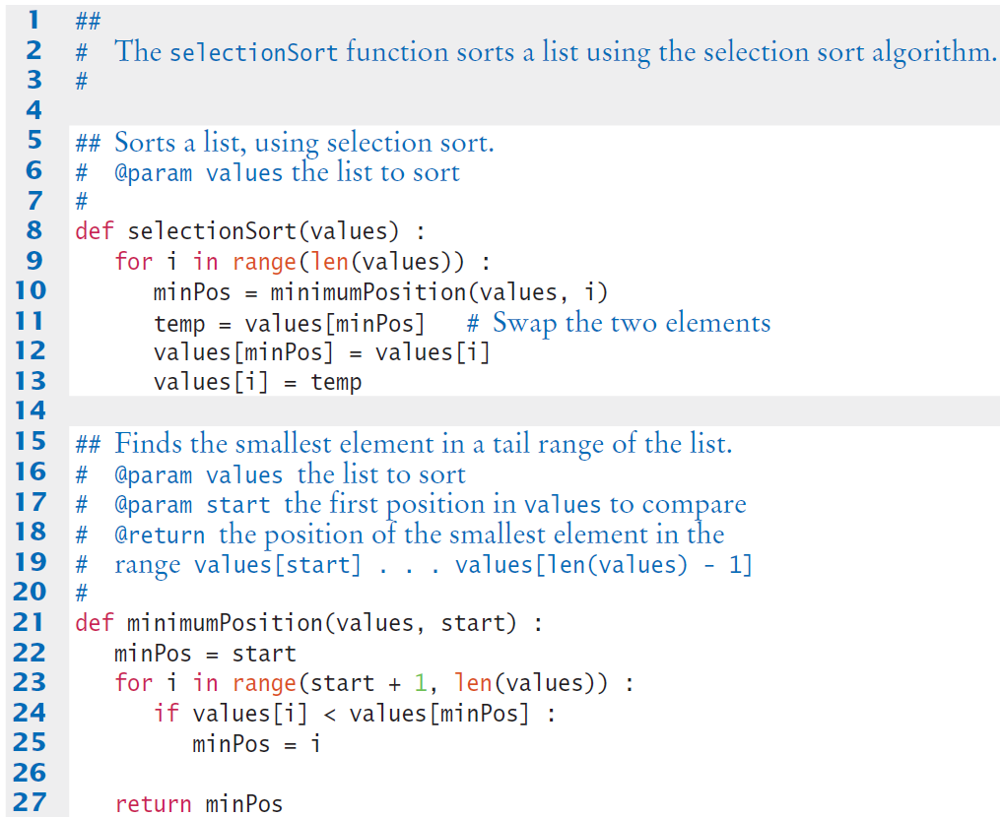 1 ##
2 #  The selectionSort function sorts a list using the selection sort algorithm.
3 #
4
5 ## Sorts a list, using selection sort.
6 #  @param values the list to sort
7 #
8 def selectionSort(values) :
9    for i in range(len(values)) :
10       minPos = minimumPosition(values, i)
11       temp = values[minPos]   # Swap the two elements
12       values[minPos] = values[i]
13       values[i] = temp
14
15 ## Finds the smallest element in a tail range of the list.
16 #  @param values the list to sort
17 #  @param start the first position in values to compare
18 #  @return the position of the smallest element in the
19 #  range values[start] . . . values[len(values) - 1]
20 #
21 def minimumPosition(values, start) :
22    minPos = start
23    for i in range(start + 1, len(values)) :
24       if values[i] < values[minPos] :
25          minPos = i
26
27    return minPos